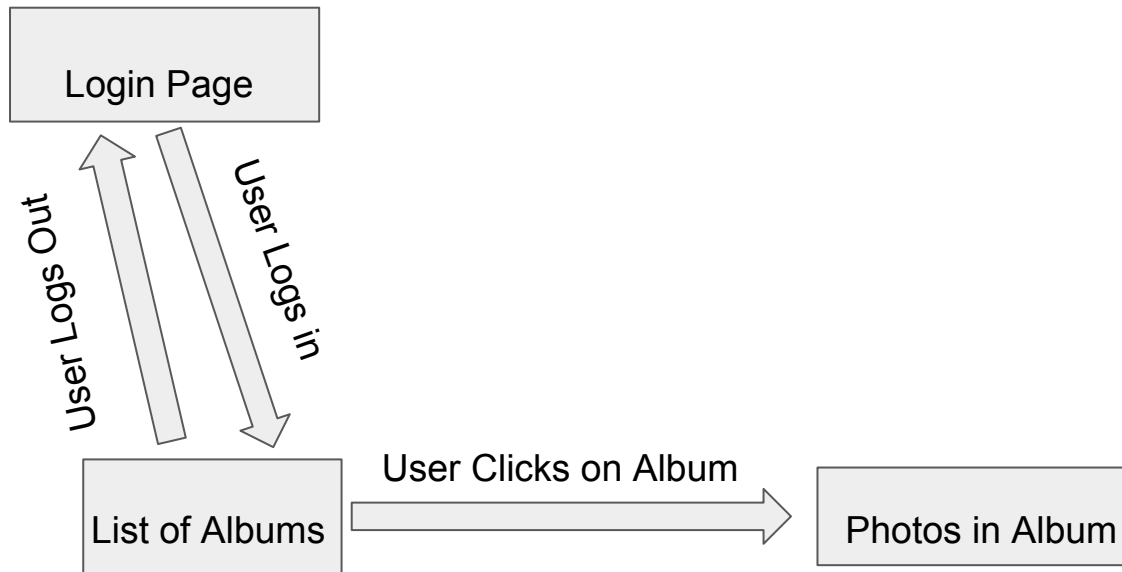 Login Page
User Logs Out
User Logs in
User Clicks on Album
List of Albums
Photos in Album